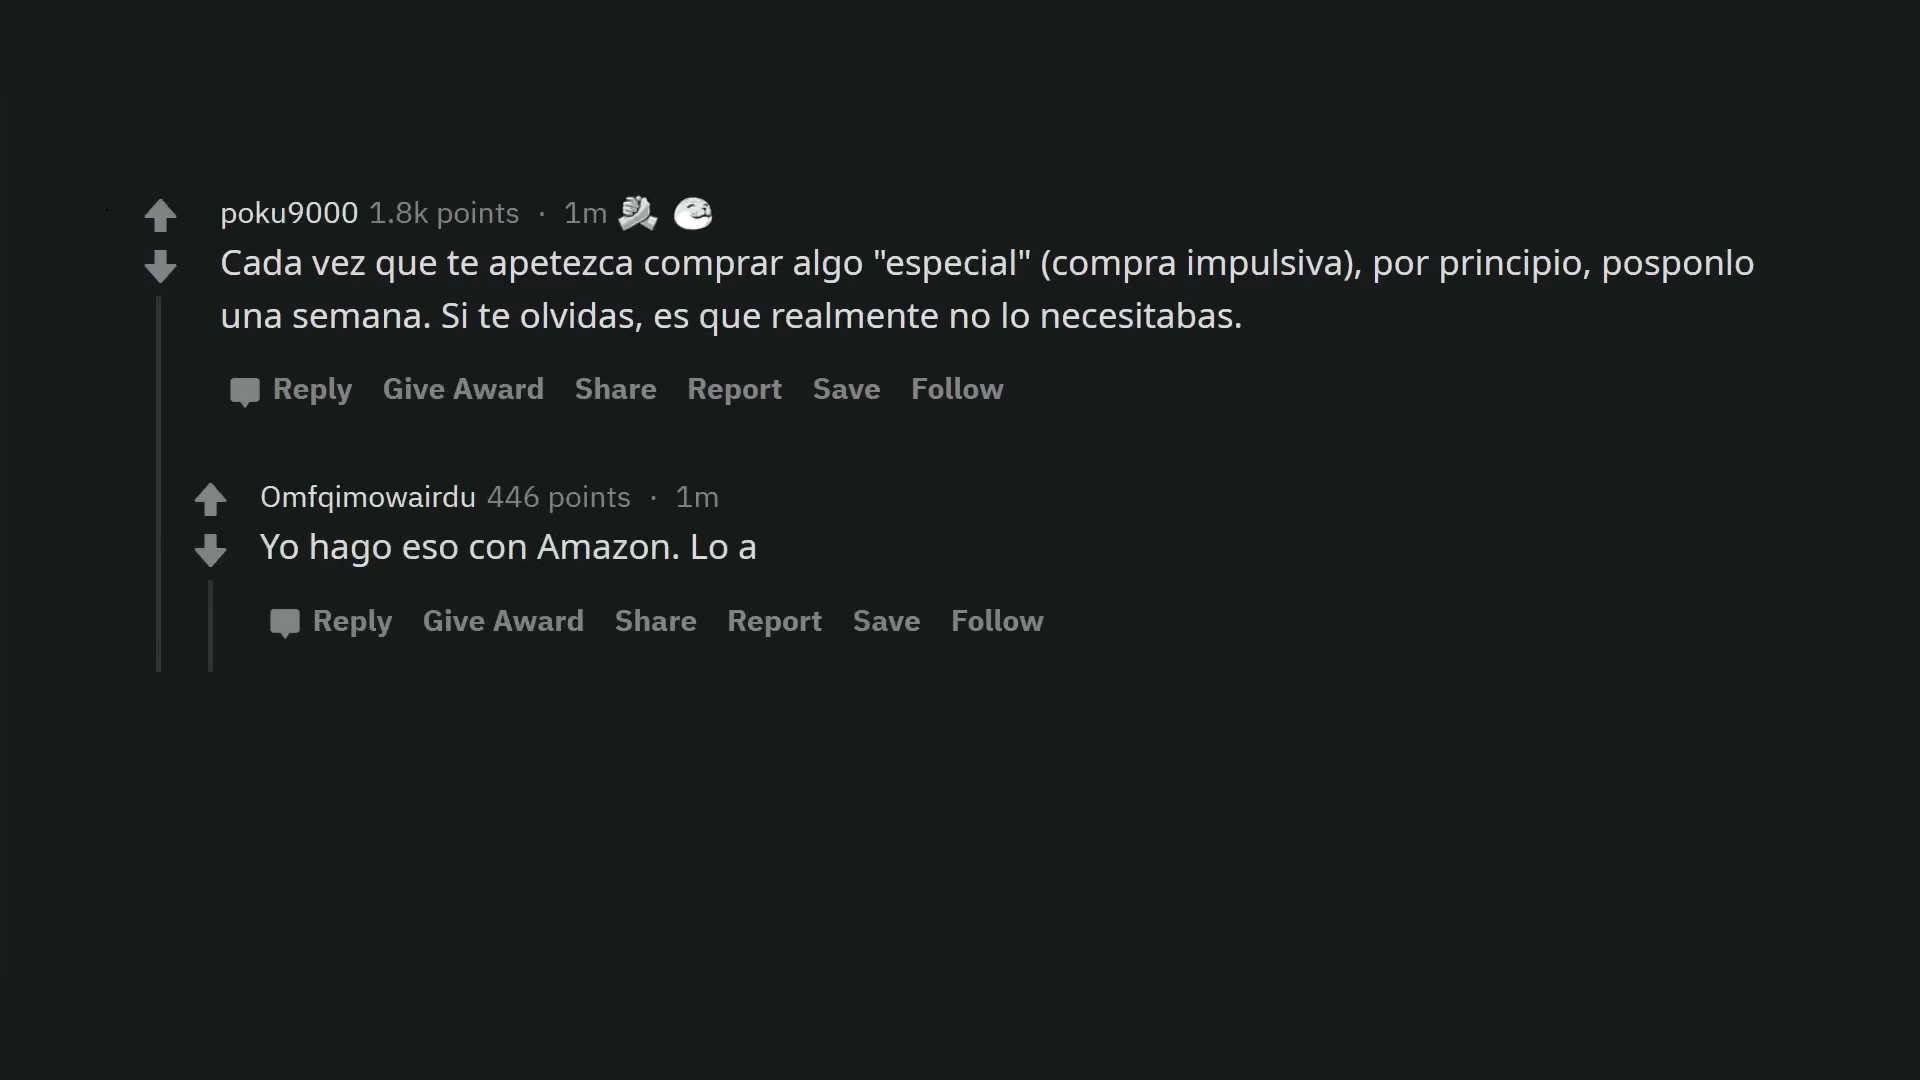 poku9000 1.8k points · 1m
Cada vez que te apetezca comprar algo "especial" (compra impulsiva), por principio, posponlo
una semana. Si te olvidas, es que realmente no lo necesitabas.
Reply Give Award Share Report Save Follow
Omfqimowairdu 446 points · 1m
Yo hago eso con Amazon. Lo a
Reply Give Award Share Report Save Follow